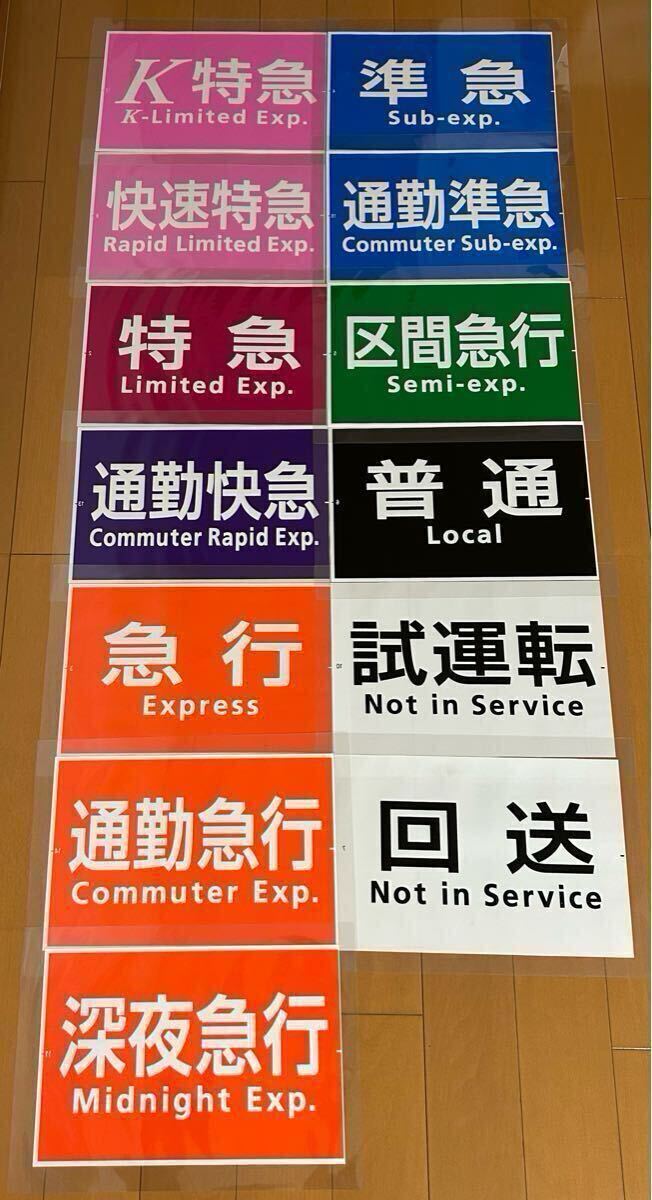 K特急
K-Limited Exp.
準急
Sub-exp.
快速特急
Rapid Limited Exp.
通勤準急
Commuter Sub-exp.
特急
Limited Exp.
区間急行
Semi-exp.
通勤快急
Commuter Rapid Exp.
普通
Local
急行
Express
試運転
Not in Service
通勤急行
Commuter Exp.
回送
Not in Service
深夜急行
Midnight Exp.